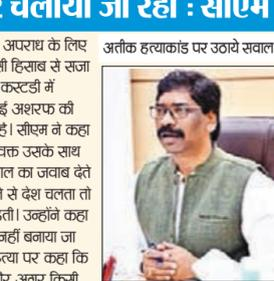 चलाया जा रहा : सीएम
अपराध के लिए
सी हिसाब से सजा
कस्टडी में
ई अशरफ की
है। सीएम ने कहा
वक्त उसके साथ
ाल का जवाब देते
ो से देश चलता तो
ड़ती। उन्होंने कहा
नहीं बनाया जा
त्या पर कहा कि
अगर किसी
अतीक हत्याकांड पर उठाये सवाल